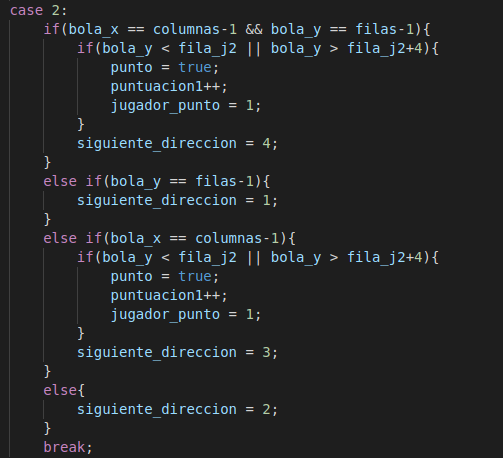 case 2:
    if(bola_x == columnas-1 && bola_y == filas-1){
        if(bola_y < fila_j2 || bola_y > fila_j2+4){
            punto = true;
            puntuacion1++;
            jugador_punto = 1;
        }
        siguiente_direccion = 4;
    }
    else if(bola_y == filas-1){
        siguiente_direccion = 1;
    }
    else if(bola_x == columnas-1){
        if(bola_y < fila_j2 || bola_y > fila_j2+4){
            punto = true;
            puntuacion1++;
            jugador_punto = 1;
        }
        siguiente_direccion = 3;
    }
    else{
        siguiente_direccion = 2;
    }
    break;